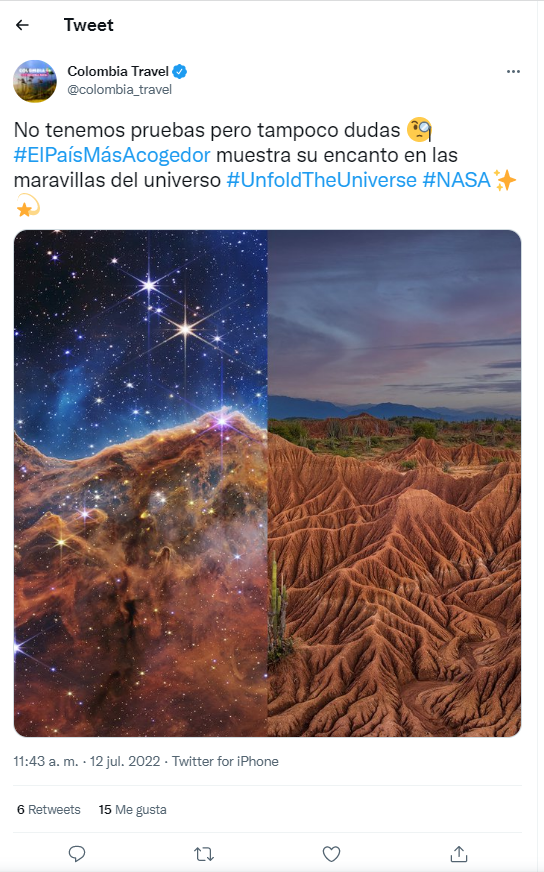 Tweet
Colombia Travel
@colombia_travel
No tenemos pruebas pero tampoco dudas 🧐
#ElPaísMásAcogedor muestra su encanto en las
maravillas del universo #UnfoldTheUniverse #NASA✨
💫
11:43 a. m. · 12 jul. 2022 · Twitter for iPhone
6 Retweets 15 Me gusta